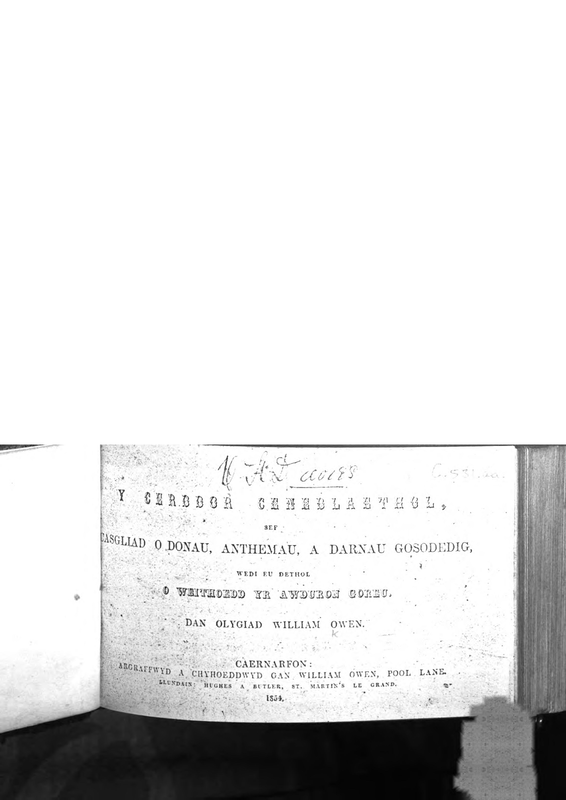 Y CERDDOR CENEDLAETHOL,
SEF
CASGLIAD O DONAU, ANTHEMAU, A DARNAU GOSODEDIG,
WEDI EU DETHOL
O WEITHOEDD YR AWDURON GOREU.
DAN OLYGIAD WILLIAM OWEN.
CAERNARFON:
ARGRAFFWYD A CHYHOEDDWYD GAN WILLIAM OWEN, POOL LANE.
LLUNDAIN: HUGHES A BUTLER, ST. MARTIN'S LE GRAND.
1854.